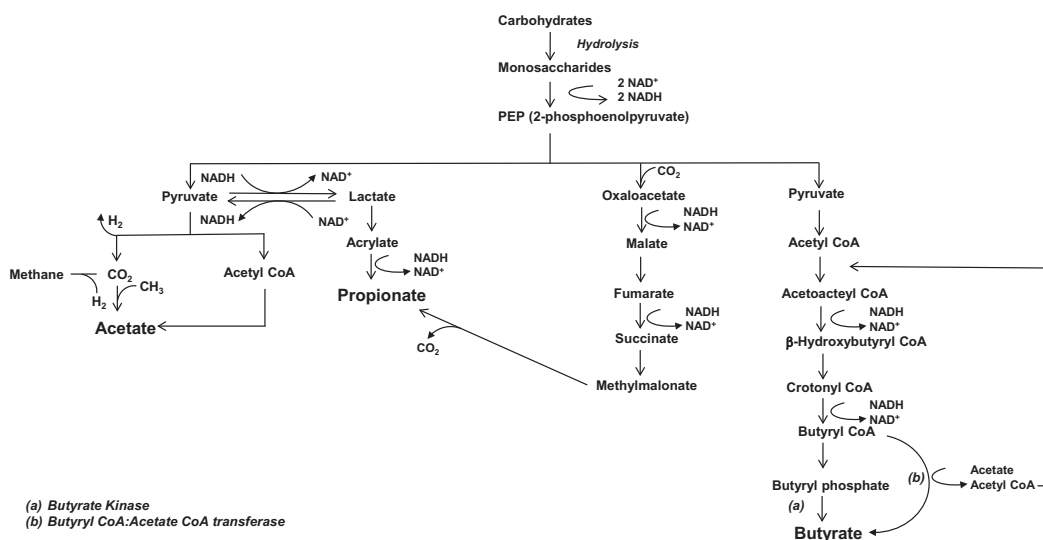 Carbohydrates
Hydrolysis
Monosaccharides
2 NAD⁺
2 NADH
PEP (2-phosphoenolpyruvate)
NADH
NAD⁺
Pyruvate
Lactate
NADH
NAD⁺
H₂
Acrylate
NADH
NAD⁺
Methane
CO₂
Acetyl CoA
H₂
CH₃
Acetate
Propionate
CO₂
CO₂
Oxaloacetate
NADH
NAD⁺
Malate
Fumarate
NADH
NAD⁺
Succinate
Methylmalonate
Pyruvate
Acetyl CoA
Acetoacteyl CoA
NADH
NAD⁺
β-Hydroxybutyryl CoA
Crotonyl CoA
NADH
NAD⁺
Butyryl CoA
Acetate
Acetyl CoA
(b)
Butyryl phosphate
(a)
Butyrate
(a) Butyrate Kinase
(b) Butyryl CoA:Acetate CoA transferase